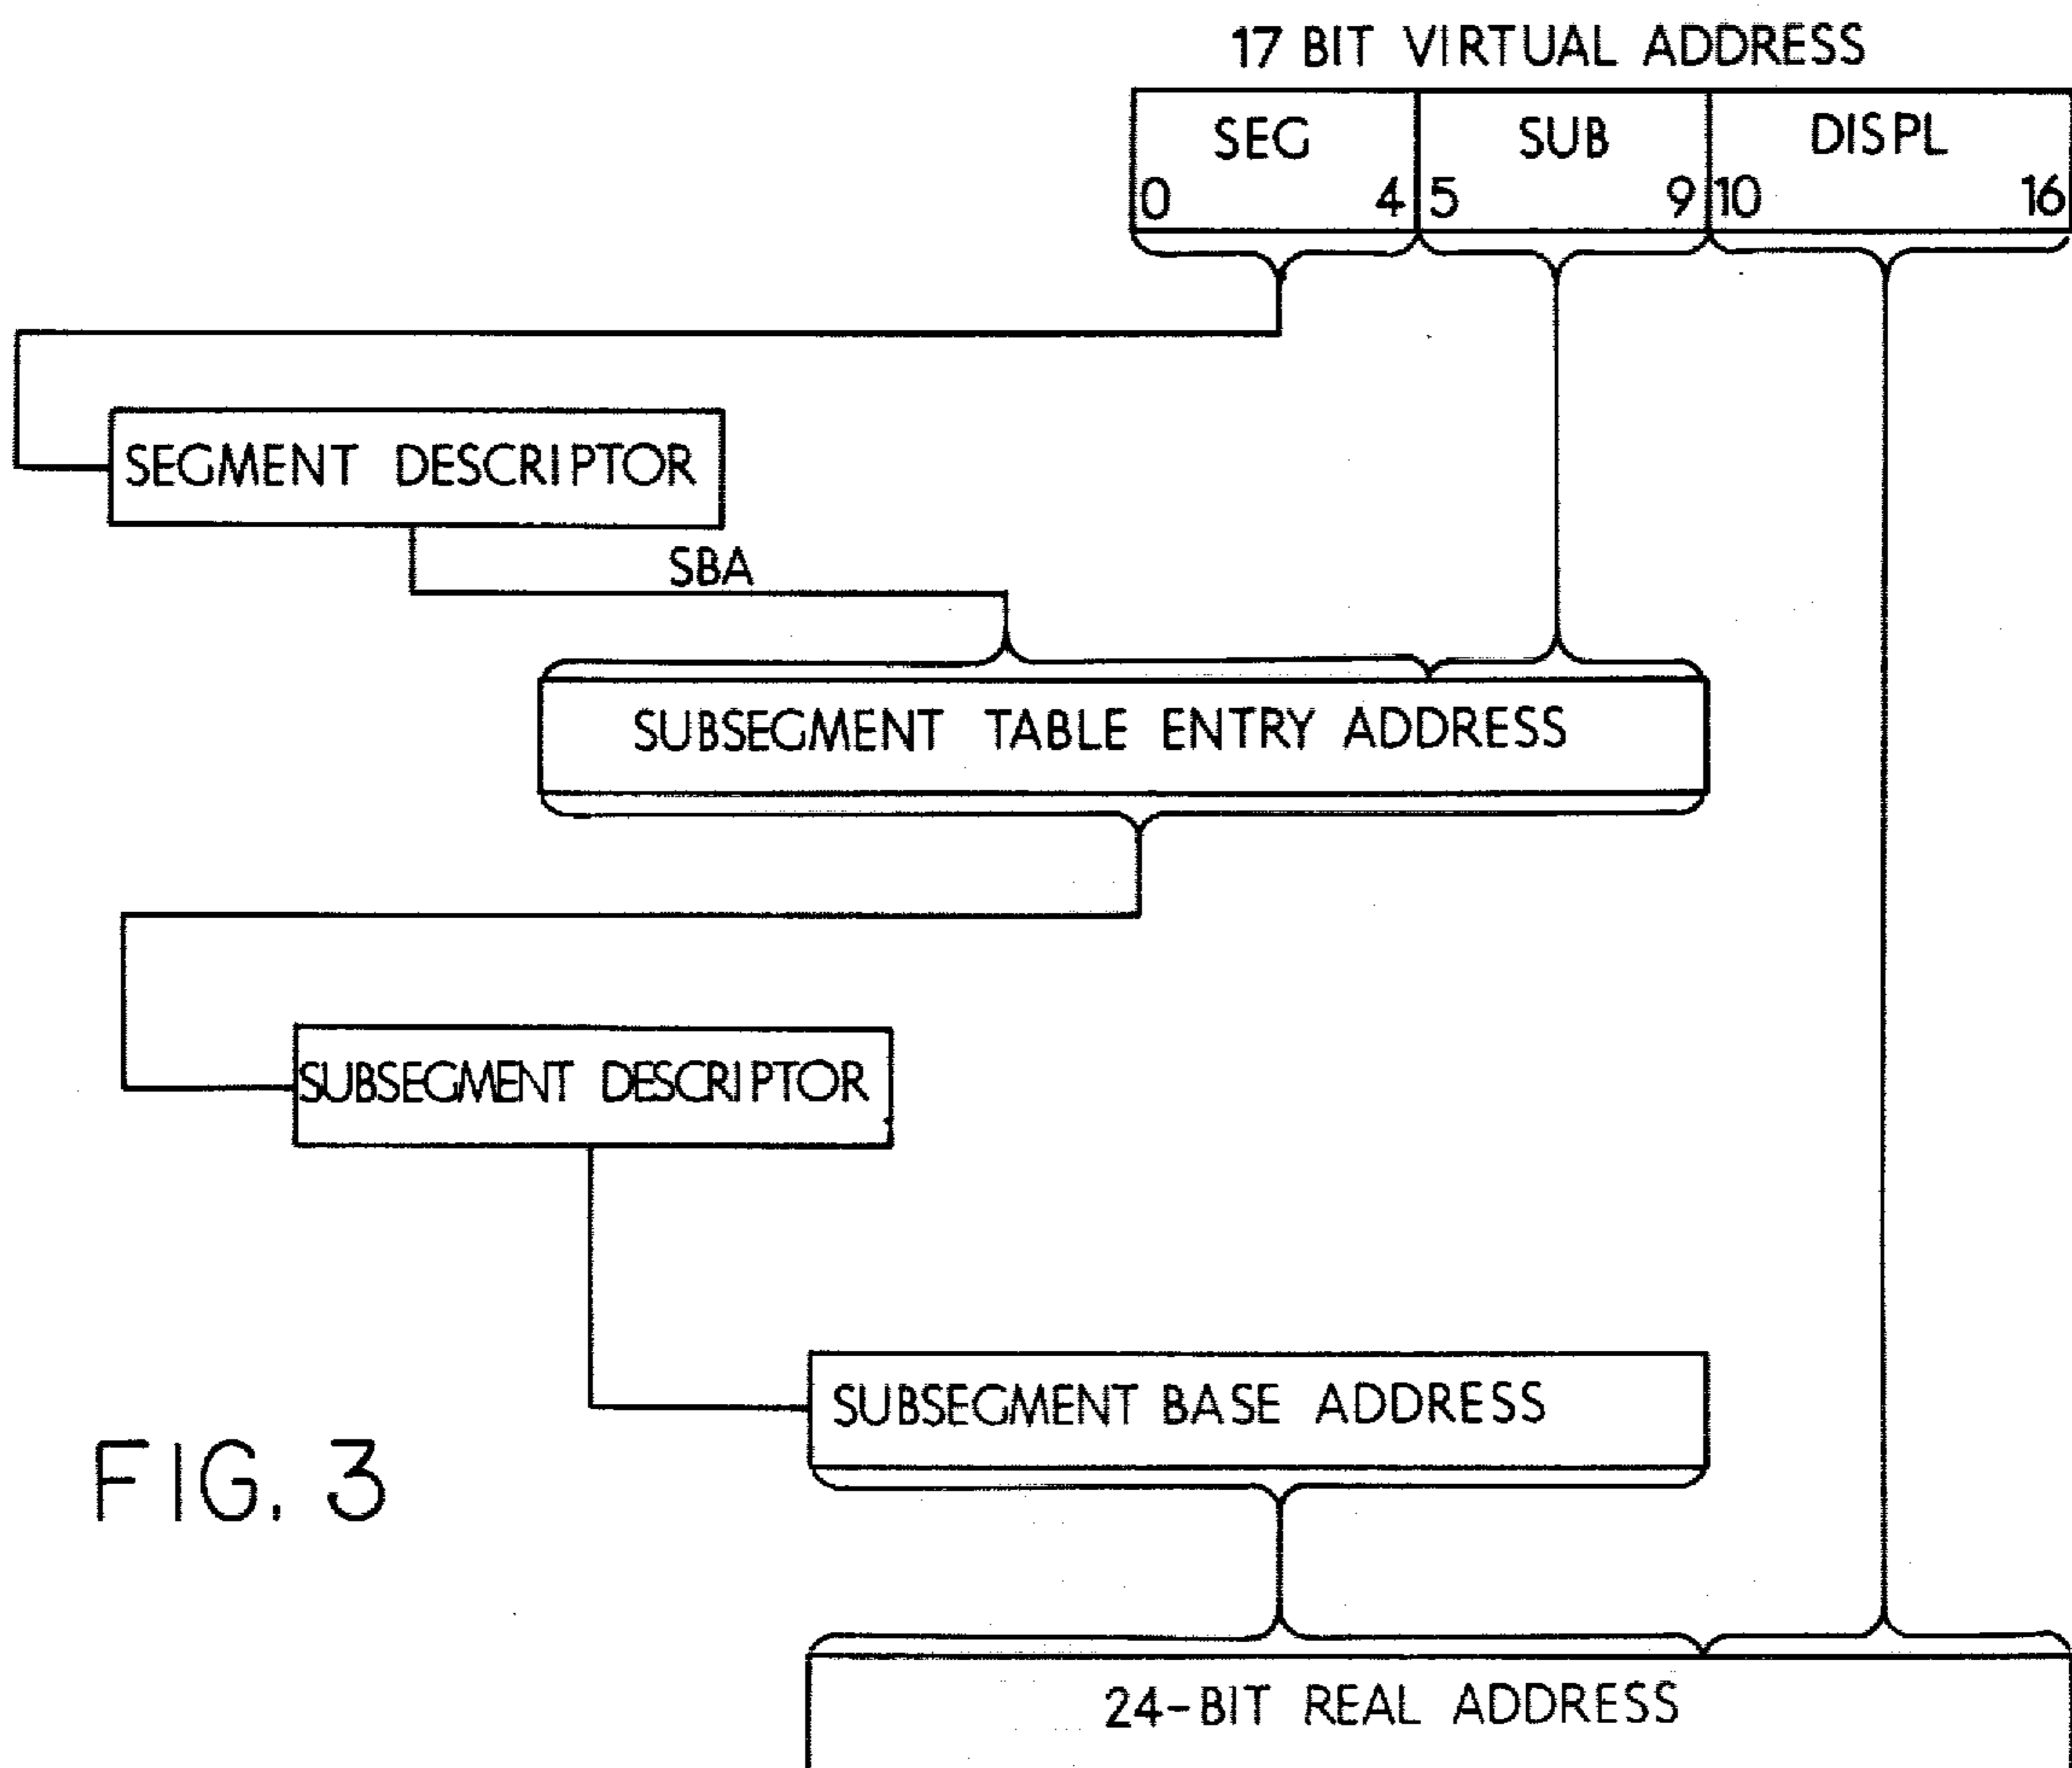 17 BIT VIRTUAL ADDRESS
SEG SUB DISPL
0 4 5 9 10 16
SEGMENT DESCRIPTOR
SBA
SUBSEGMENT TABLE ENTRY ADDRESS
SUBSEGMENT DESCRIPTOR
SUBSEGMENT BASE ADDRESS
FIG. 3
24-BIT REAL ADDRESS